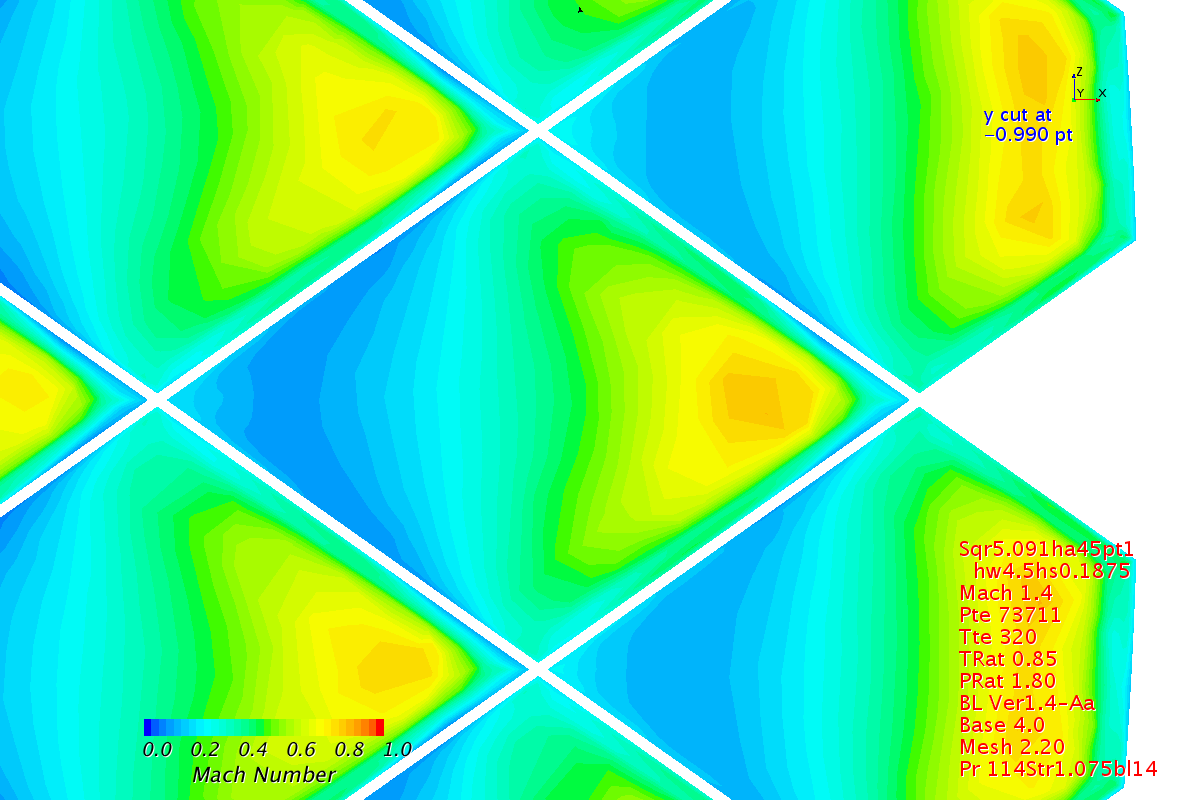 Z
Y X
y cut at
−0.990 pt
Sqr5.091ha45pt1
hw4.5hs0.1875
Mach 1.4
Pte 73711
Tte 320
TRat 0.85
PRat 1.80
BL Ver1.4−Aa
Base 4.0
Mesh 2.20
Pr 114Str1.075bl14
0.0 0.2 0.4 0.6 0.8 1.0
Mach Number